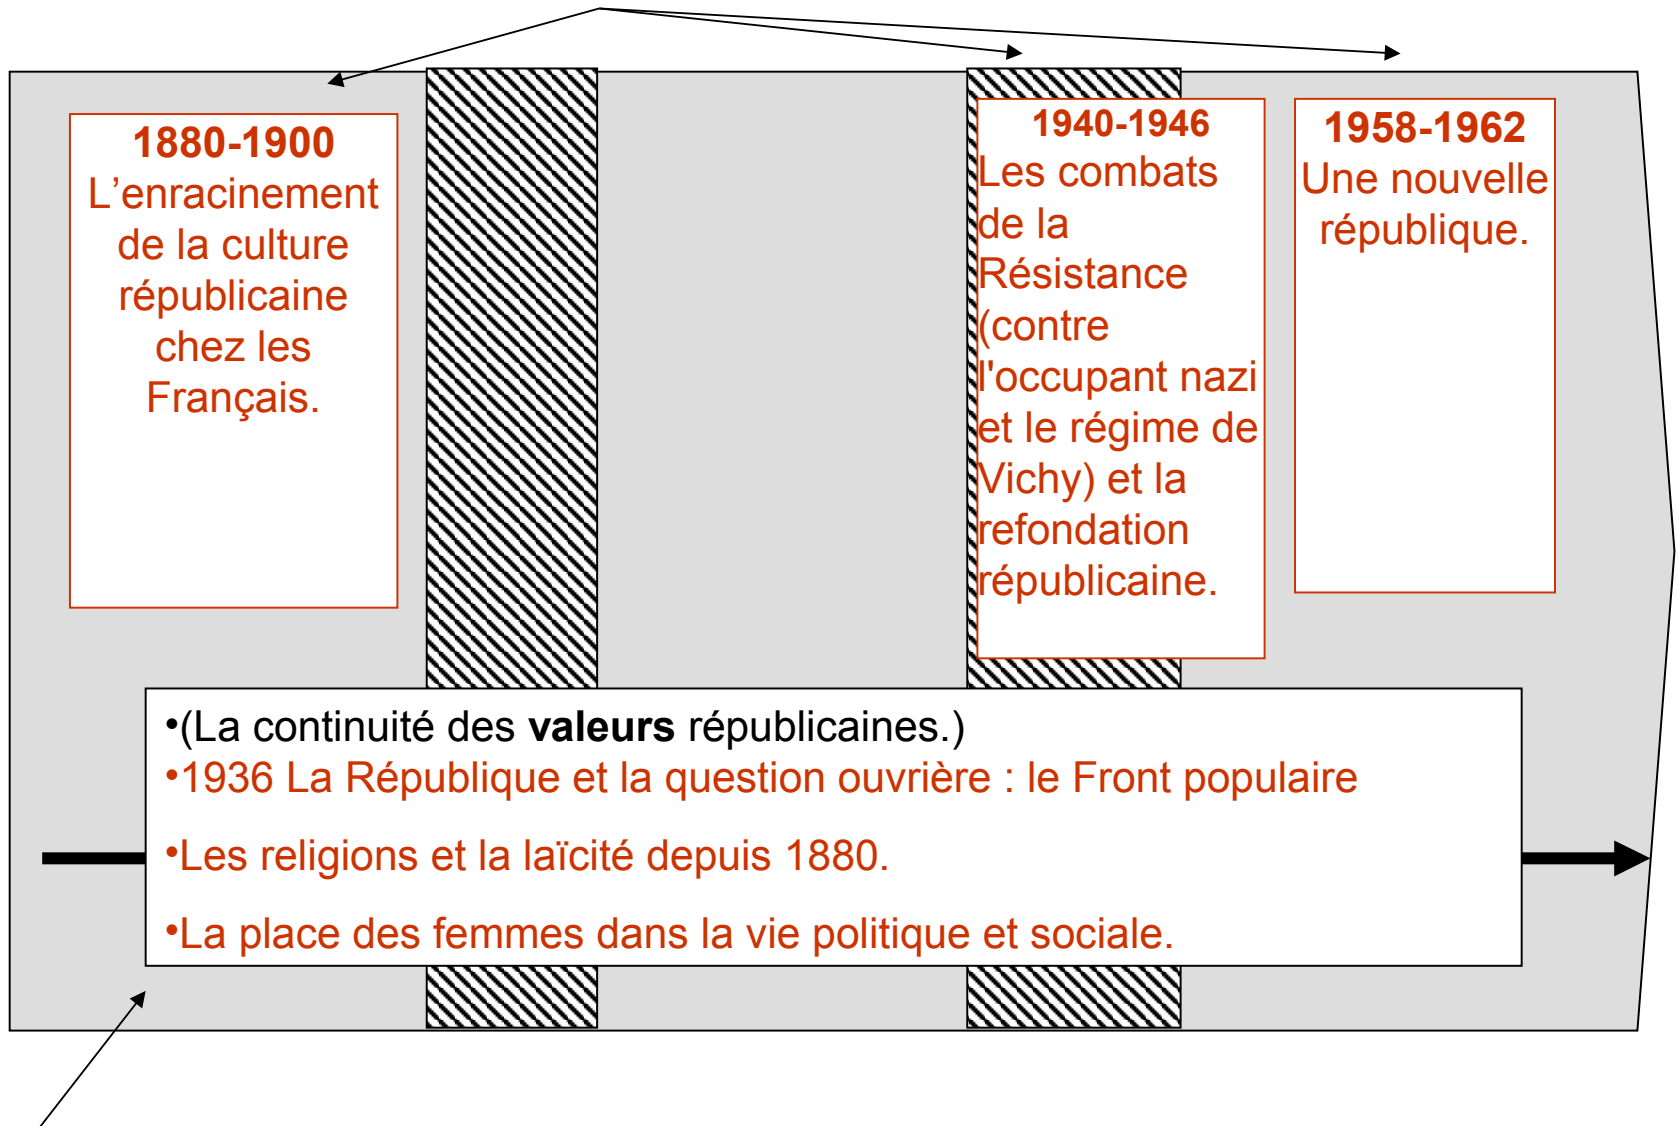 1880-1900
L’enracinement
de la culture
républicaine
chez les
Français.
1940-1946
Les combats
de la
Résistance
(contre
l'occupant nazi
et le régime de
Vichy) et la
refondation
républicaine.
1958-1962
Une nouvelle
république.
•(La continuité des valeurs républicaines.)
•1936 La République et la question ouvrière : le Front populaire
•Les religions et la laïcité depuis 1880.
•La place des femmes dans la vie politique et sociale.